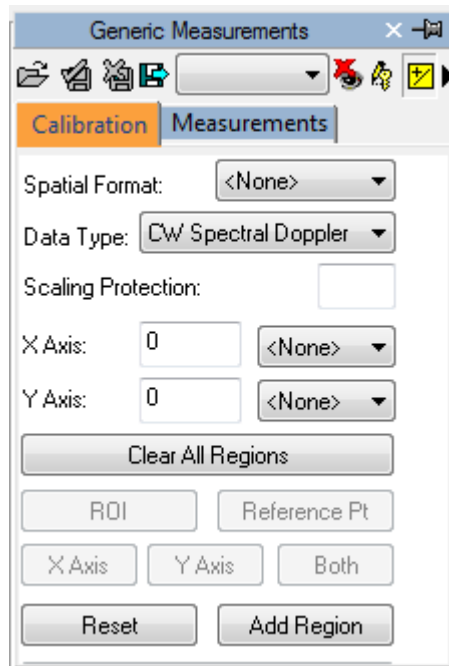 Generic Measurements
Calibration Measurements
Spatial Format: <None>
Data Type: CW Spectral Doppler
Scaling Protection:
X Axis: 0 <None>
Y Axis: 0 <None>
Clear All Regions
ROI Reference Pt
X Axis Y Axis Both
Reset Add Region